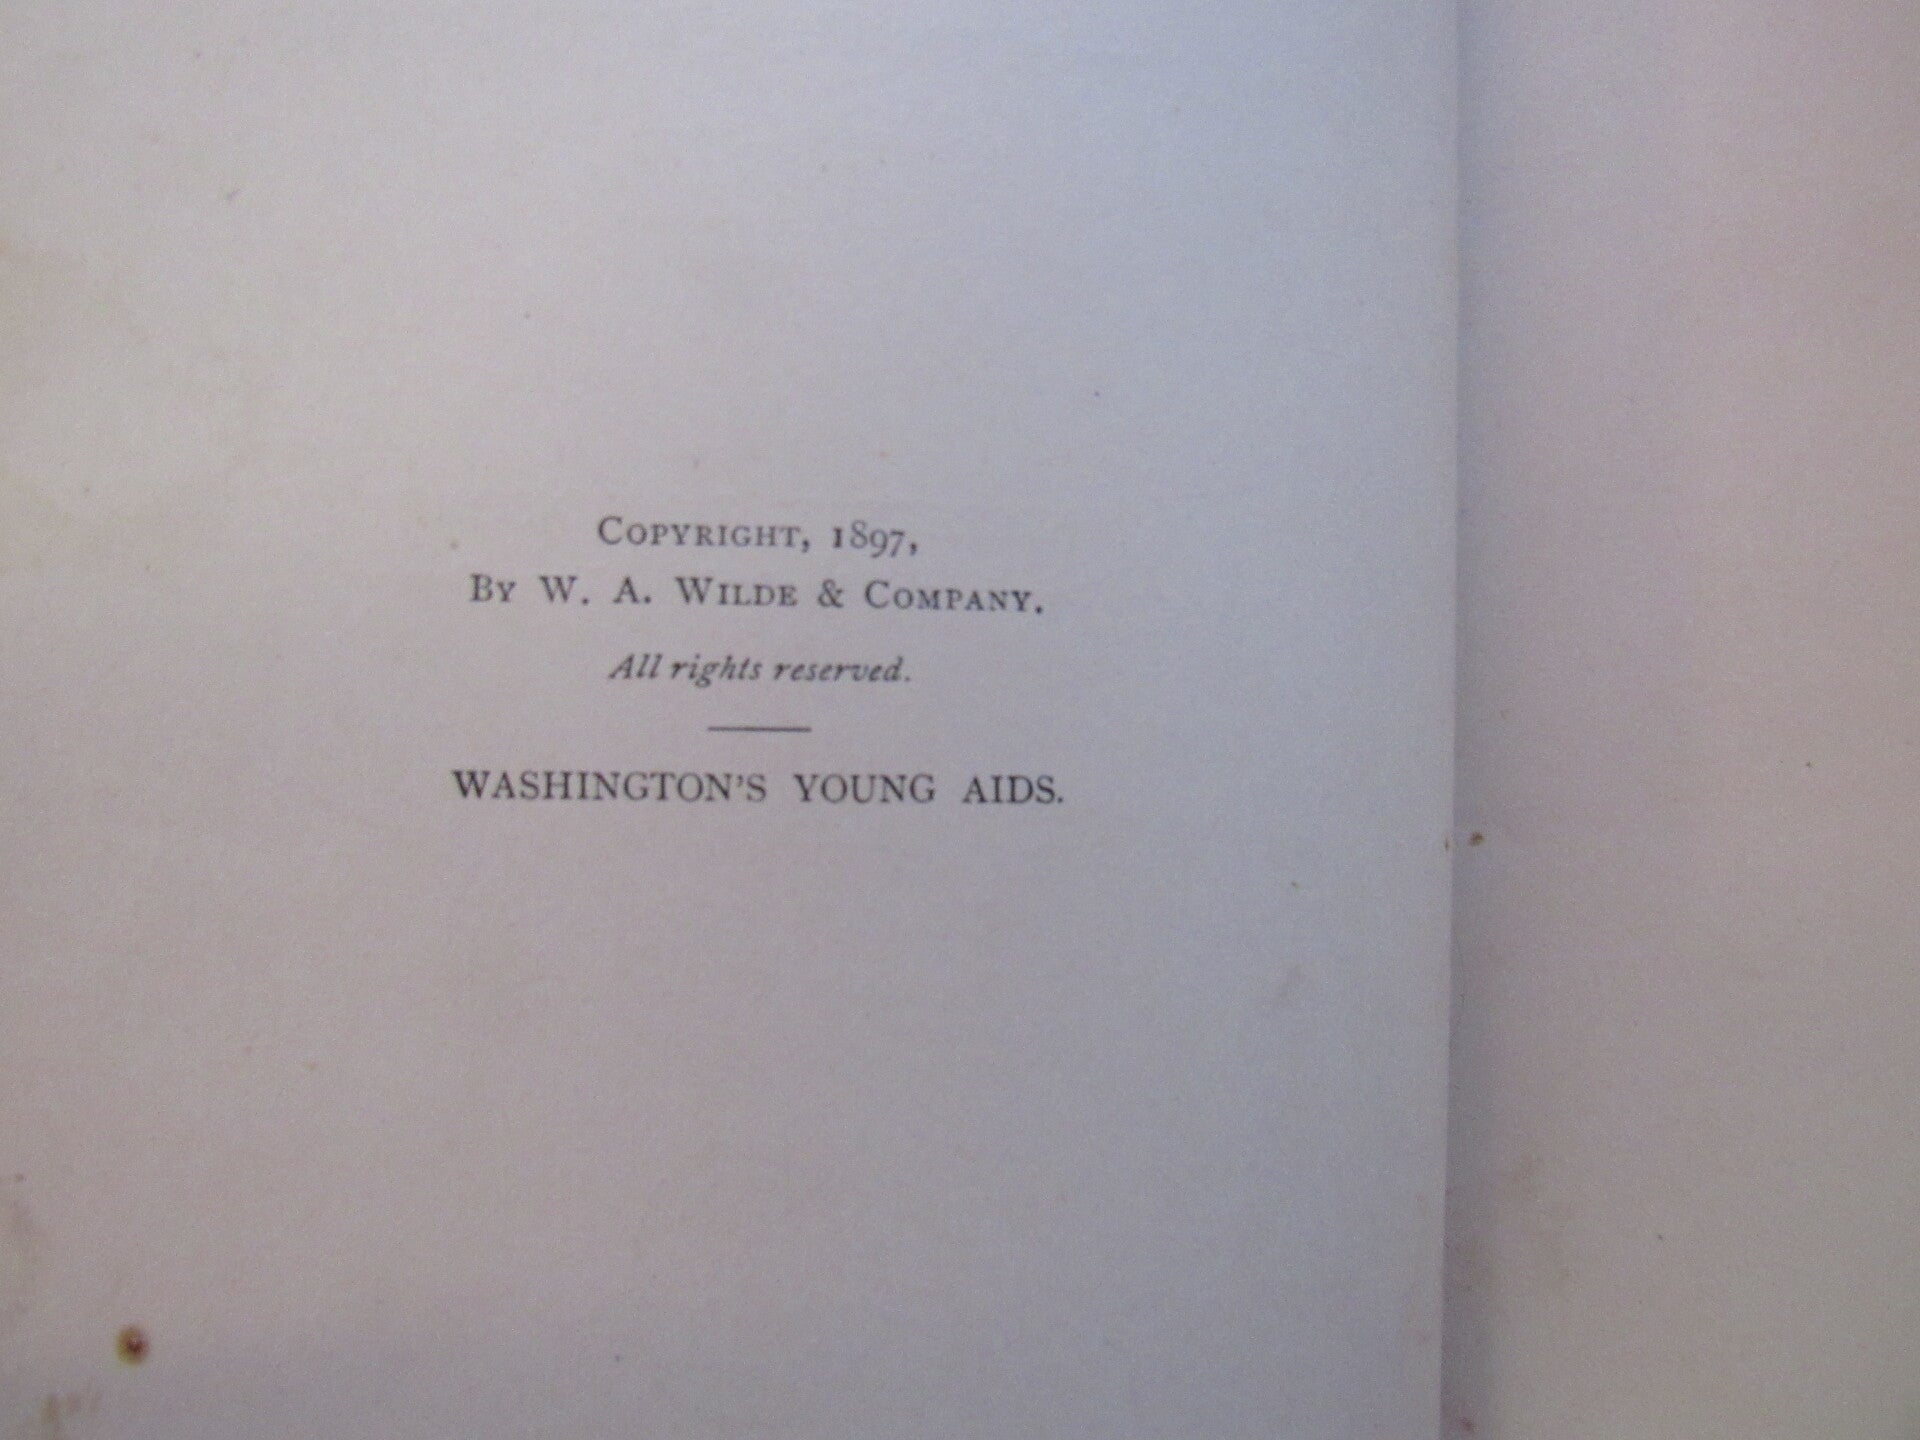 COPYRIGHT, 1897,
BY W. A. WILDE & COMPANY.
All rights reserved.
WASHINGTON'S YOUNG AIDS.